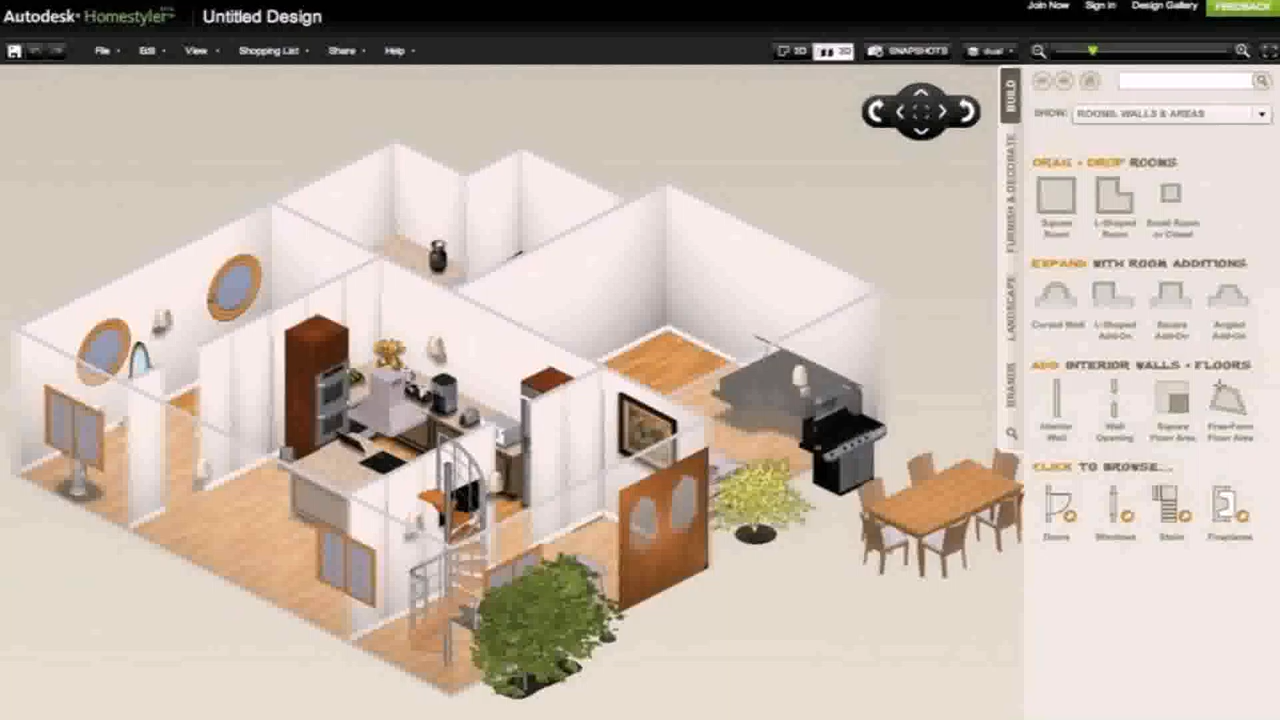 Autodesk® Homestyler™ BETA Untitled Design
Join Now Sign In Design Gallery FEEDBACK
File Edit View Shopping List Share Help
2D 3D SNAPSHOTS dual
BUILD
FURNISH & DECORATE
LANDSCAPE
BRANDS
SHOW: ROOMS, WALLS & AREAS
DRAG + DROP ROOMS
Square Room
L-Shaped Room
Small Room or Closet
EXPAND WITH ROOM ADDITIONS
Curved Wall
L-Shaped Add-On
Square Add-On
Angled Add-On
ADD INTERIOR WALLS + FLOORS
Interior Wall
Wall Opening
Square Floor Area
Free-Form Floor Area
CLICK TO BROWSE...
Doors
Windows
Stairs
Fireplaces